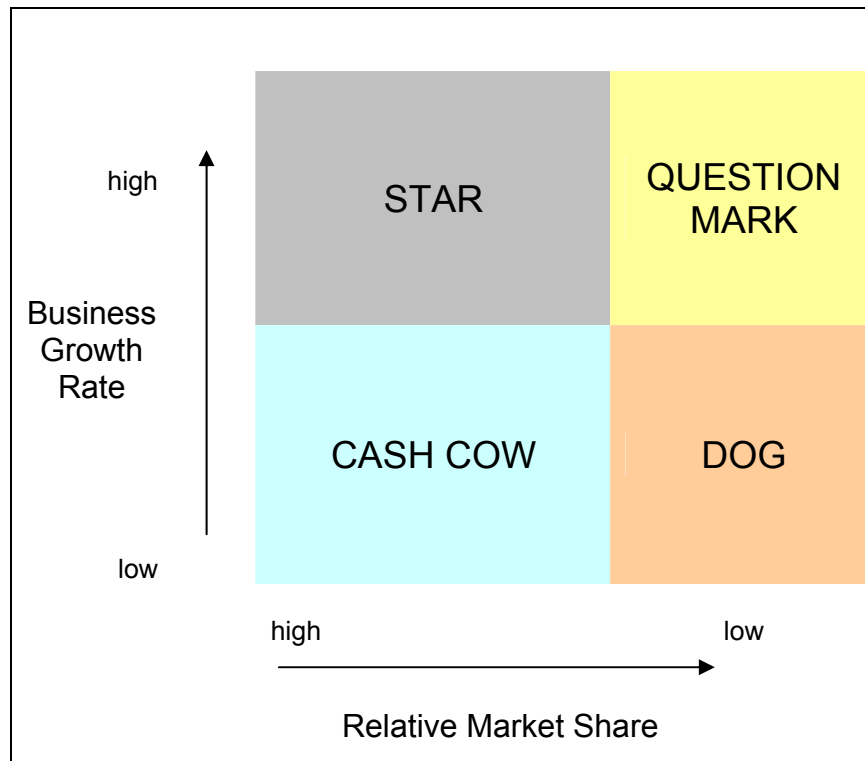 high
STAR
QUESTION
MARK
Business
Growth
Rate
CASH COW
DOG
low
high
low
Relative Market Share